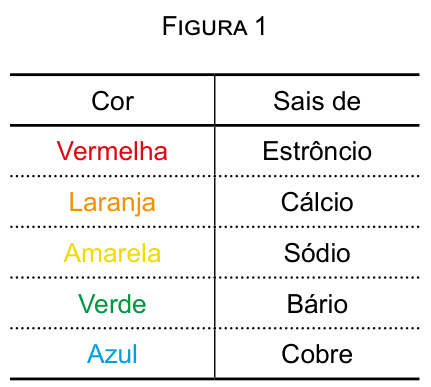 FIGURA 1
Cor Sais de
Vermelha Estrôncio
Laranja Cálcio
Amarela Sódio
Verde Bário
Azul Cobre